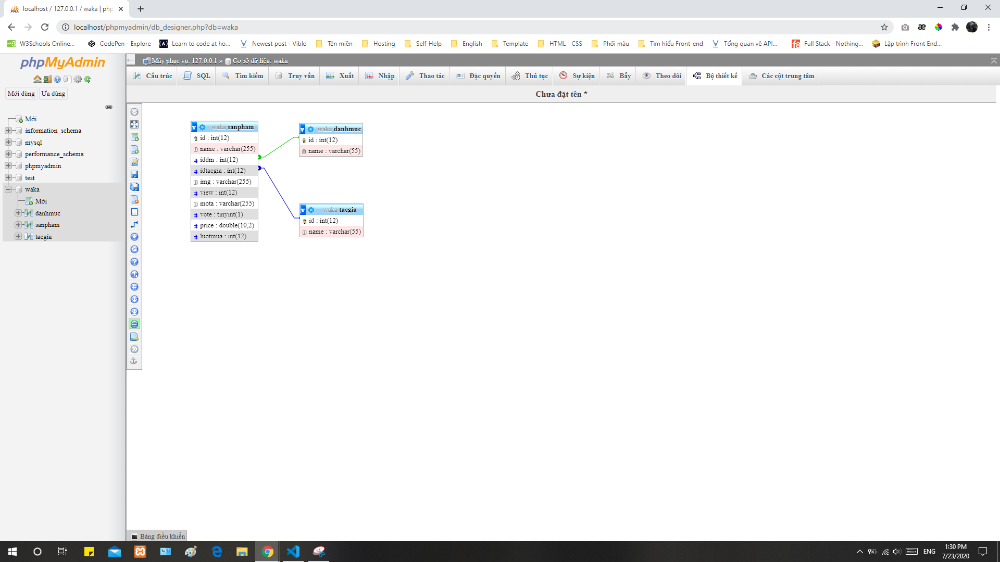 localhost / 127.0.0.1 / waka | php
localhost/phpmyadmin/db_designer.php?db=waka
W3Schools Online... CodePen - Explore Learn to code at ho... Newest post - Viblo Tên miền Hosting Self-Help English Template HTML - CSS Phối màu Tìm hiểu Front-end Tổng quan về API... Full Stack - Nothing... Lập trình Front End...
phpMyAdmin
Mới dùng Ưa dùng
Mới
information_schema
mysql
performance_schema
phpmyadmin
test
waka
Mới
danhmuc
sanpham
tacgia
Máy phục vụ: 127.0.0.1 » Cơ sở dữ liệu: waka
Cấu trúc SQL Tìm kiếm Truy vấn Xuất Nhập Thao tác Đặc quyền Thủ tục Sự kiện Bẫy Theo dõi Bộ thiết kế Các cột trung tâm
Chưa đặt tên *
waka sanpham
id : int(12)
name : varchar(255)
iddm : int(12)
idtacgia : int(12)
img : varchar(255)
view : int(12)
mota : varchar(255)
vote : tinyint(1)
price : double(10,2)
luotmua : int(12)
waka danhmuc
id : int(12)
name : varchar(55)
waka tacgia
id : int(12)
name : varchar(55)
Bảng điều khiển
ENG
1:30 PM
7/23/2020